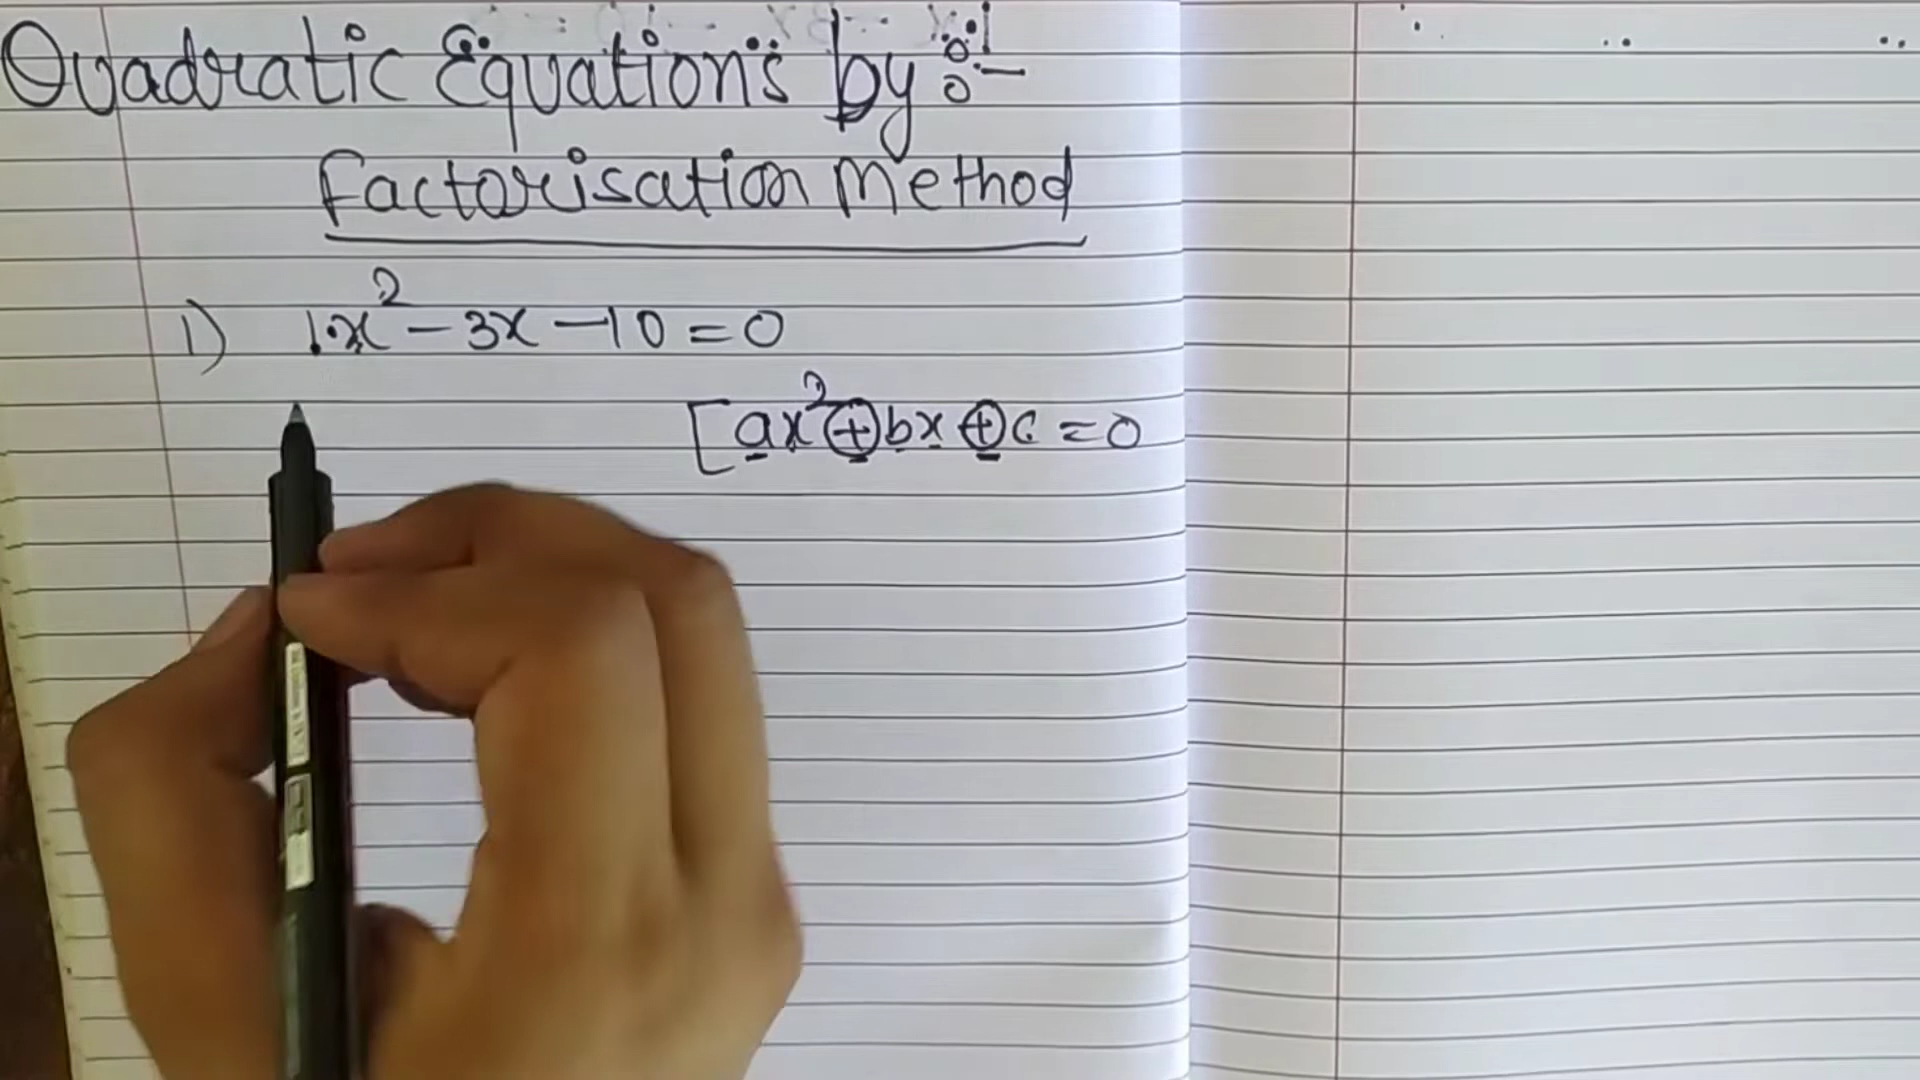 Quadratic Equations by :-
Factorisation Method
1) 1·x² - 3x - 10 = 0
[ax² + bx + c = 0